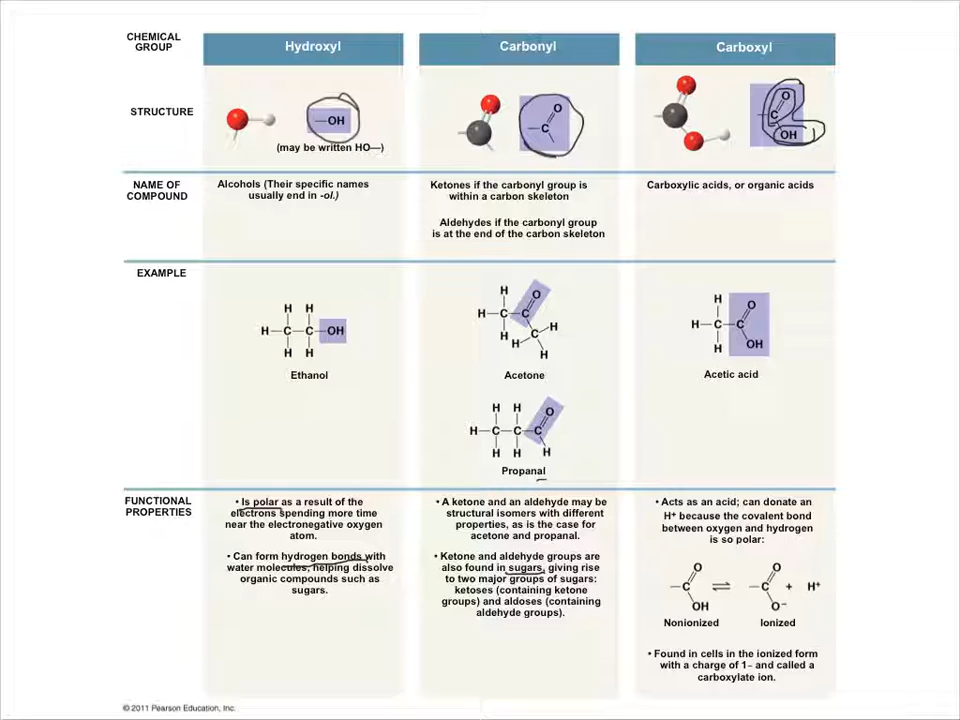 CHEMICAL
GROUP
Hydroxyl
Carbonyl
Carboxyl
STRUCTURE
—OH
(may be written HO—)
O
C
O
C
OH
NAME OF
COMPOUND
Alcohols (Their specific names
usually end in -ol.)
Ketones if the carbonyl group is
within a carbon skeleton
Aldehydes if the carbonyl group
is at the end of the carbon skeleton
Carboxylic acids, or organic acids
EXAMPLE
H H
H—C—C—OH
H H
Ethanol
H O
H—C—C
H C—H
H H
Acetone
H H O
H—C—C—C
H H H
Propanal
H O
H—C—C
H OH
Acetic acid
FUNCTIONAL
PROPERTIES
• Is polar as a result of the
electrons spending more time
near the electronegative oxygen
atom.
• Can form hydrogen bonds with
water molecules, helping dissolve
organic compounds such as
sugars.
• A ketone and an aldehyde may be
structural isomers with different
properties, as is the case for
acetone and propanal.
• Ketone and aldehyde groups are
also found in sugars, giving rise
to two major groups of sugars:
ketoses (containing ketone
groups) and aldoses (containing
aldehyde groups).
• Acts as an acid; can donate an
H+ because the covalent bond
between oxygen and hydrogen
is so polar:
O O
—C ⇌ —C + H+
OH O−
Nonionized Ionized
• Found in cells in the ionized form
with a charge of 1− and called a
carboxylate ion.
© 2011 Pearson Education, Inc.